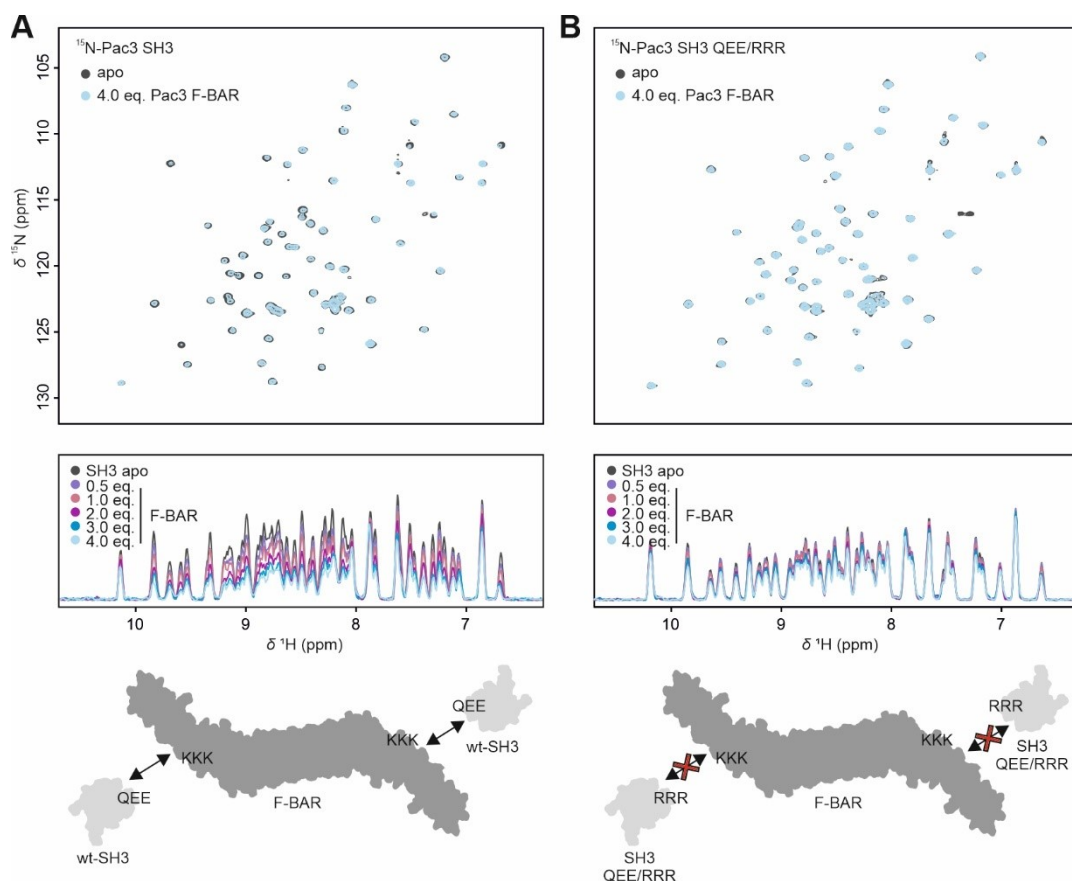 A
¹⁵N-Pac3 SH3
apo
4.0 eq. Pac3 F-BAR
105
110
115
120
125
130
δ ¹⁵N (ppm)
SH3 apo
0.5 eq.
1.0 eq.
2.0 eq.
3.0 eq.
4.0 eq.
F-BAR
10
9
8
7
δ ¹H (ppm)
QEE
wt-SH3
KKK
KKK
QEE
wt-SH3
F-BAR
B
¹⁵N-Pac3 SH3 QEE/RRR
apo
4.0 eq. Pac3 F-BAR
SH3 apo
0.5 eq.
1.0 eq.
2.0 eq.
3.0 eq.
4.0 eq.
F-BAR
10
9
8
7
δ ¹H (ppm)
RRR
SH3
QEE/RRR
KKK
KKK
RRR
SH3
QEE/RRR
F-BAR